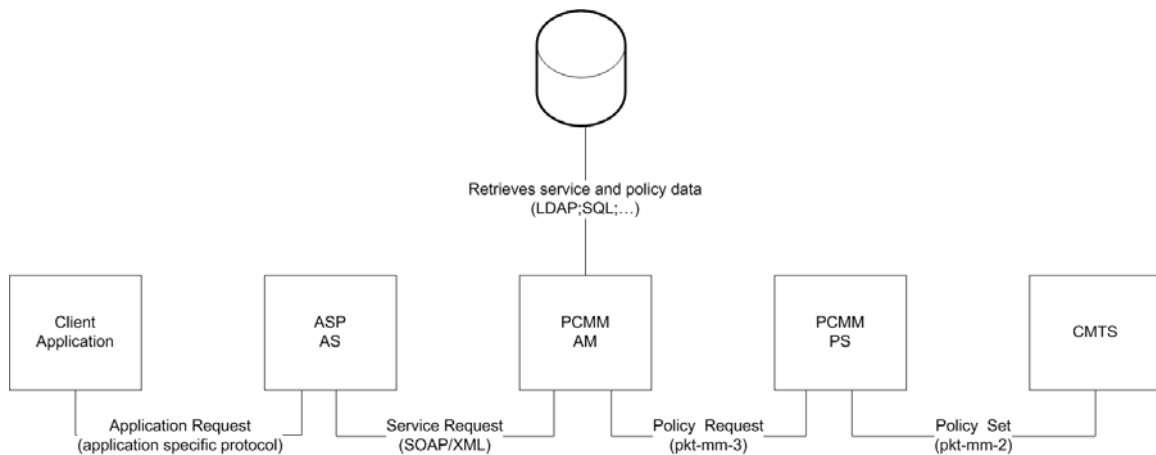 Retrieves service and policy data
(LDAP;SQL;…)
Client
Application
ASP
AS
PCMM
AM
PCMM
PS
CMTS
Application Request
(application specific protocol)
Service Request
(SOAP/XML)
Policy Request
(pkt-mm-3)
Policy Set
(pkt-mm-2)